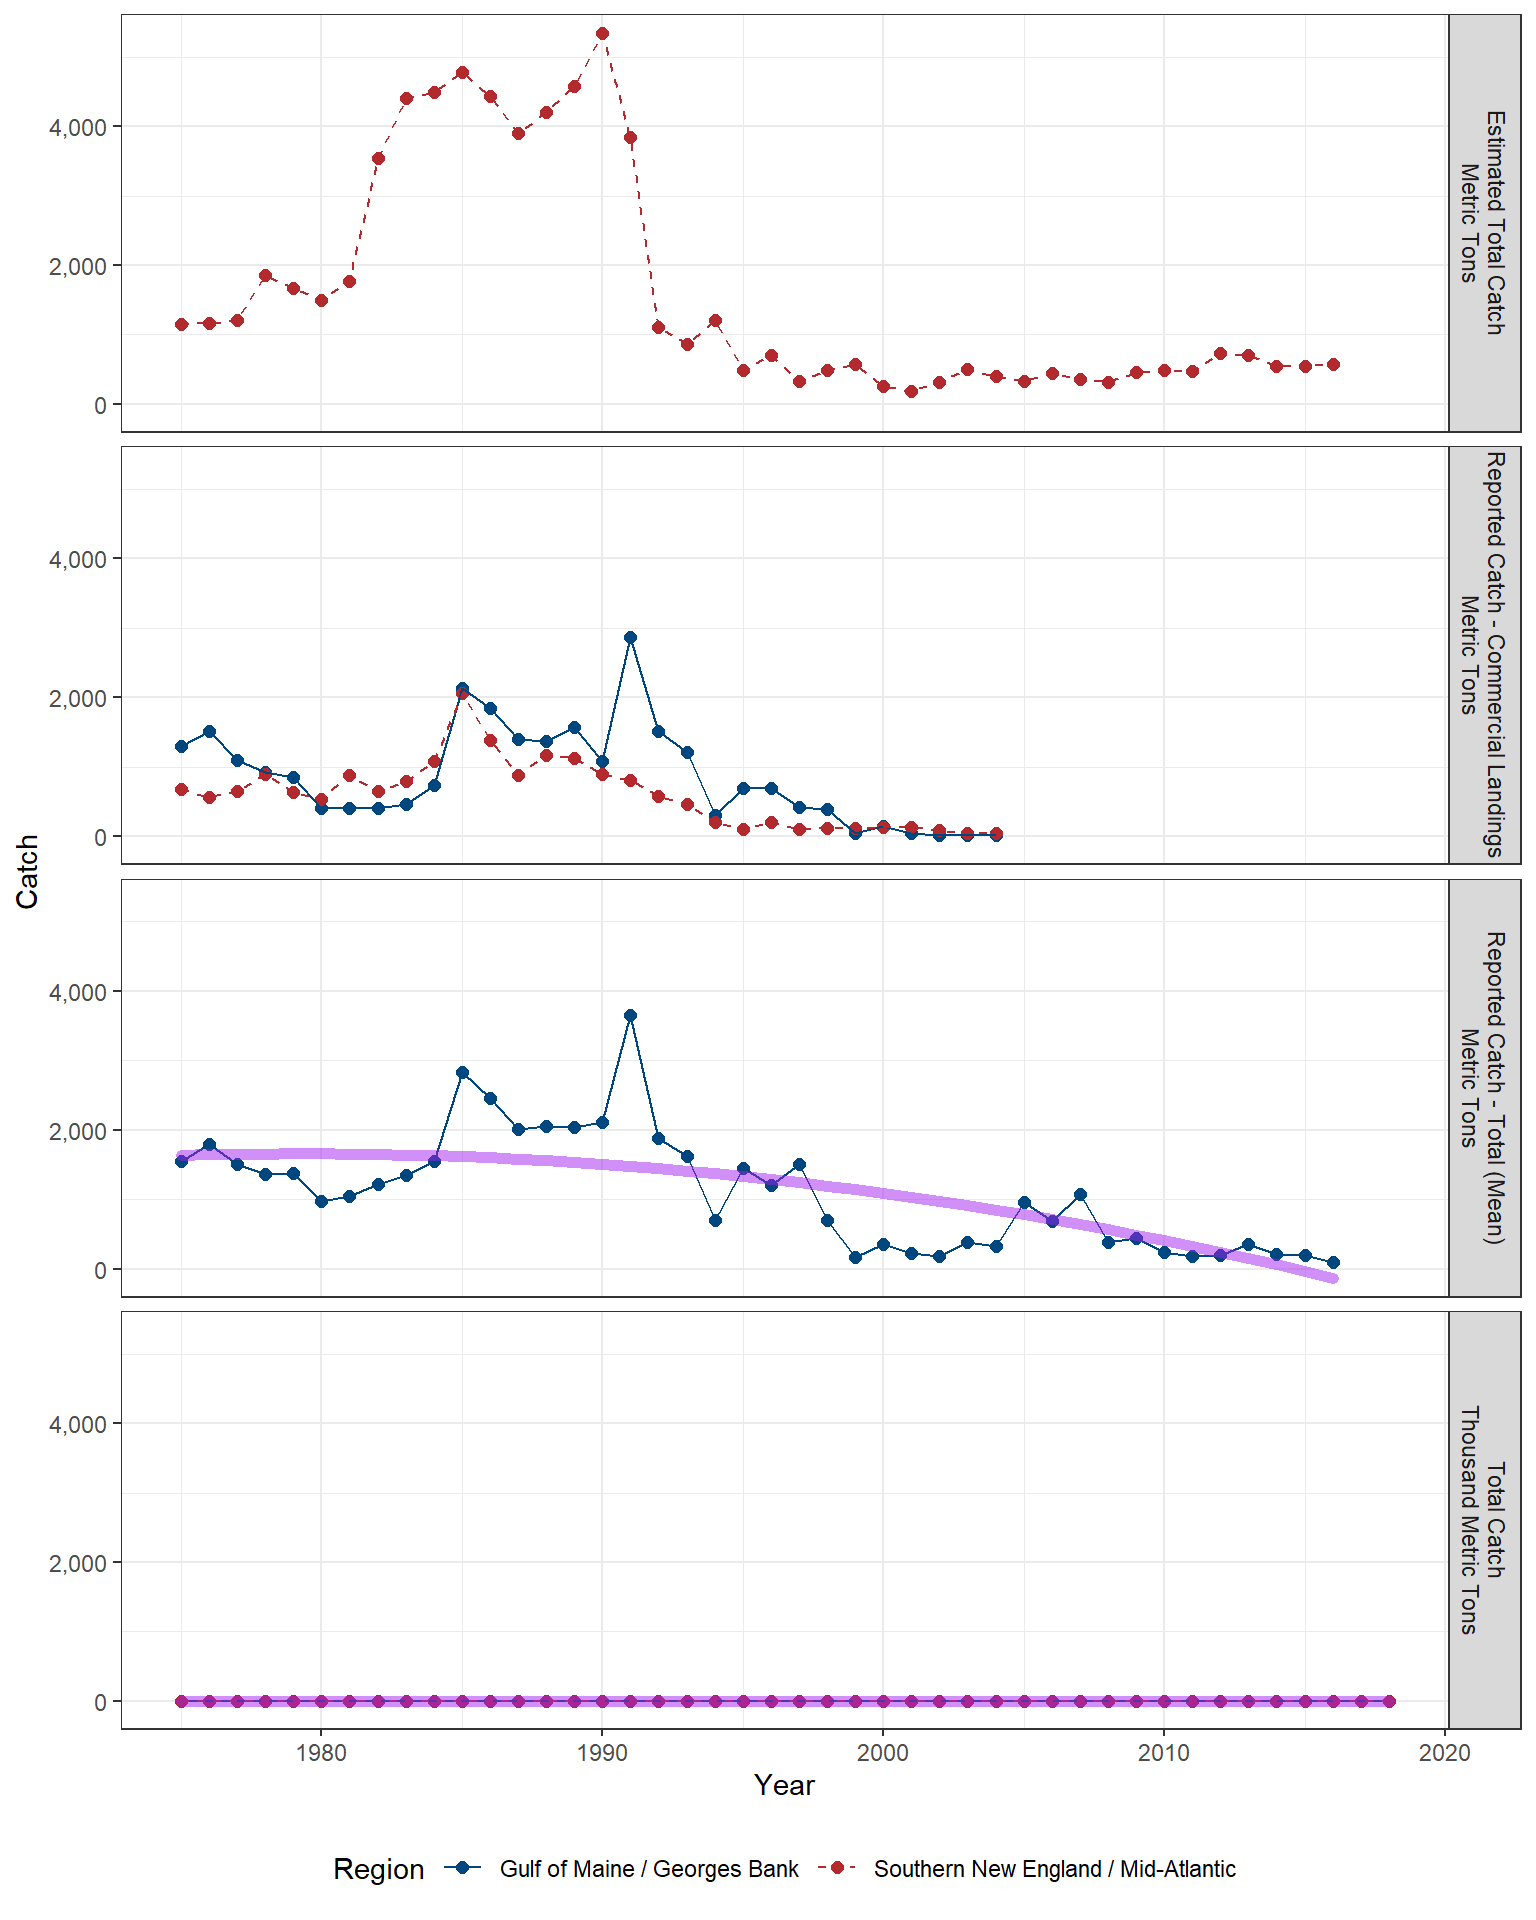 4,000
2,000
0
Estimated Total Catch
Metric Tons
4,000
2,000
0
Reported Catch - Commercial Landings
Metric Tons
Catch
4,000
2,000
0
Reported Catch - Total (Mean)
Metric Tons
4,000
2,000
0
Total Catch
Thousand Metric Tons
1980 1990 2000 2010 2020
Year
Region Gulf of Maine / Georges Bank Southern New England / Mid-Atlantic